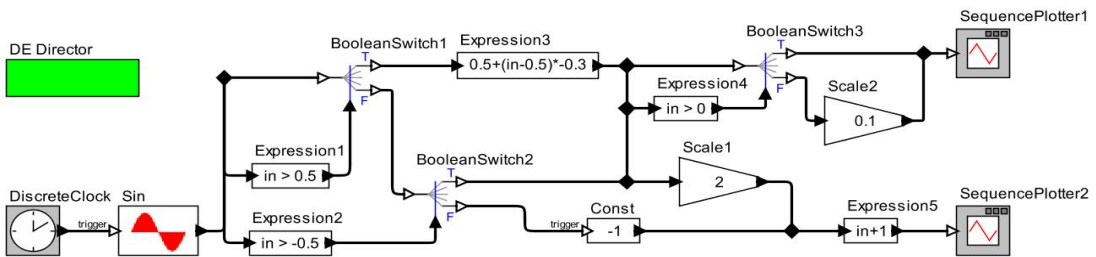 SequencePlotter1
DE Director
BooleanSwitch1
Expression3
BooleanSwitch3
T
0.5+(in-0.5)*-0.3
T
F
F
Expression4
Scale2
in > 0
0.1
Expression1
in > 0.5
BooleanSwitch2
T
F
Scale1
2
DiscreteClock
Sin
trigger
Expression2
in > -0.5
trigger
Const
-1
Expression5
in+1
SequencePlotter2